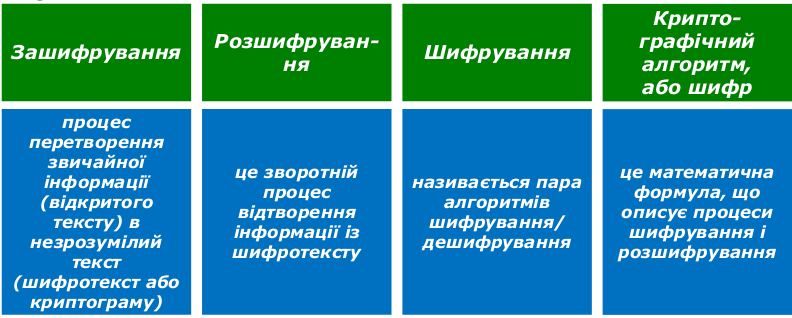 Зашифрування
Розшифруван-
ня
Шифрування
Крипто-
графічний
алгоритм,
або шифр
процес
перетворення
звичайної
інформації
(відкритого
тексту) в
незрозумілий
текст
(шифротекст або
криптограму)
це зворотній
процес
відтворення
інформації із
шифротексту
називається пара
алгоритмів
шифрування/
дешифрування
це математична
формула, що
описує процеси
шифрування і
розшифрування